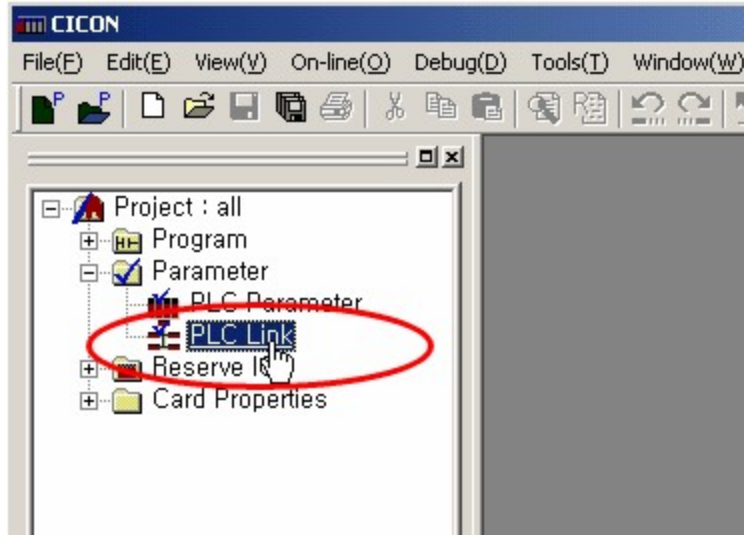 CICON
File(F) Edit(E) View(V) On-line(O) Debug(D) Tools(T) Window(W)
Project : all
Program
Parameter
PLC Parameter
PLC Link
Reserve
Card Properties